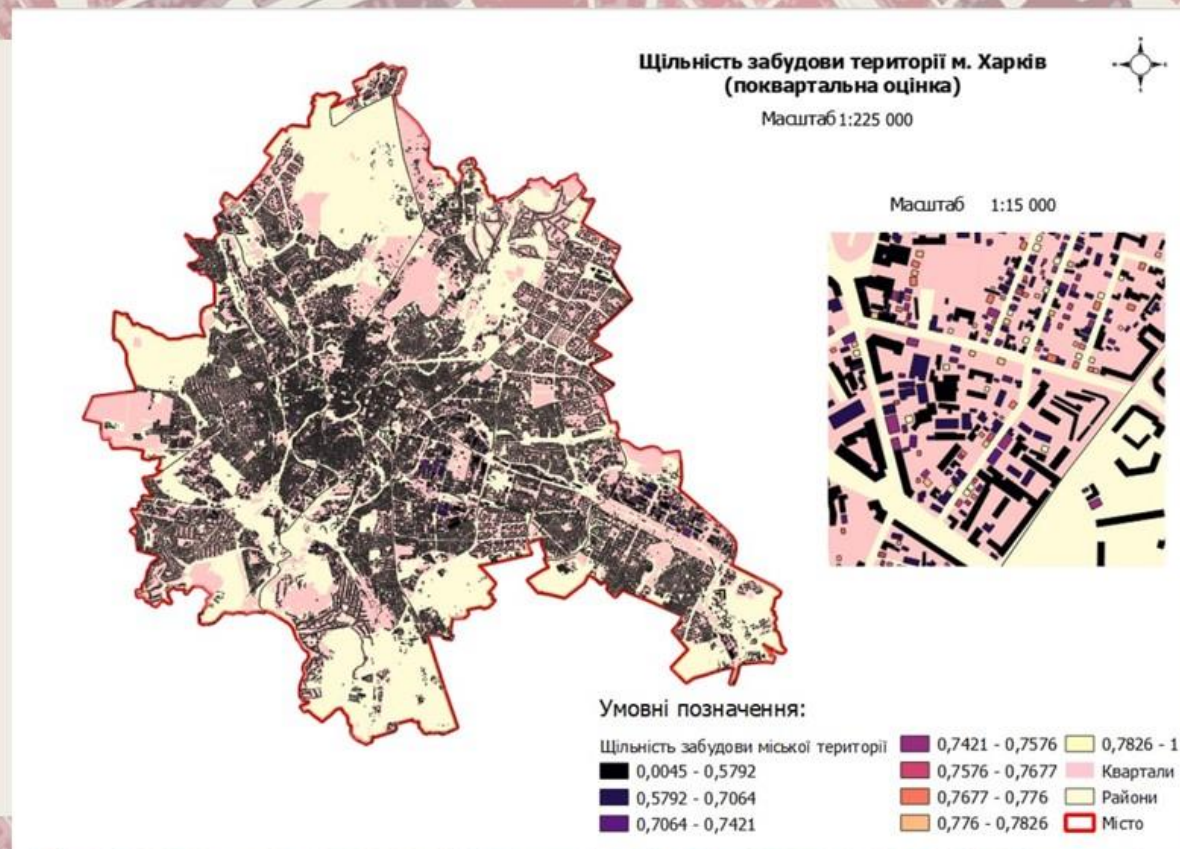 Щільність забудови території м. Харків
(поквартальна оцінка)
Масштаб 1:225 000
Масштаб 1:15 000
Умовні позначення:
Щільність забудови міської території
0,0045 - 0,5792
0,5792 - 0,7064
0,7064 - 0,7421
0,7421 - 0,7576
0,7576 - 0,7677
0,7677 - 0,776
0,776 - 0,7826
0,7826 - 1
Квартали
Райони
Місто